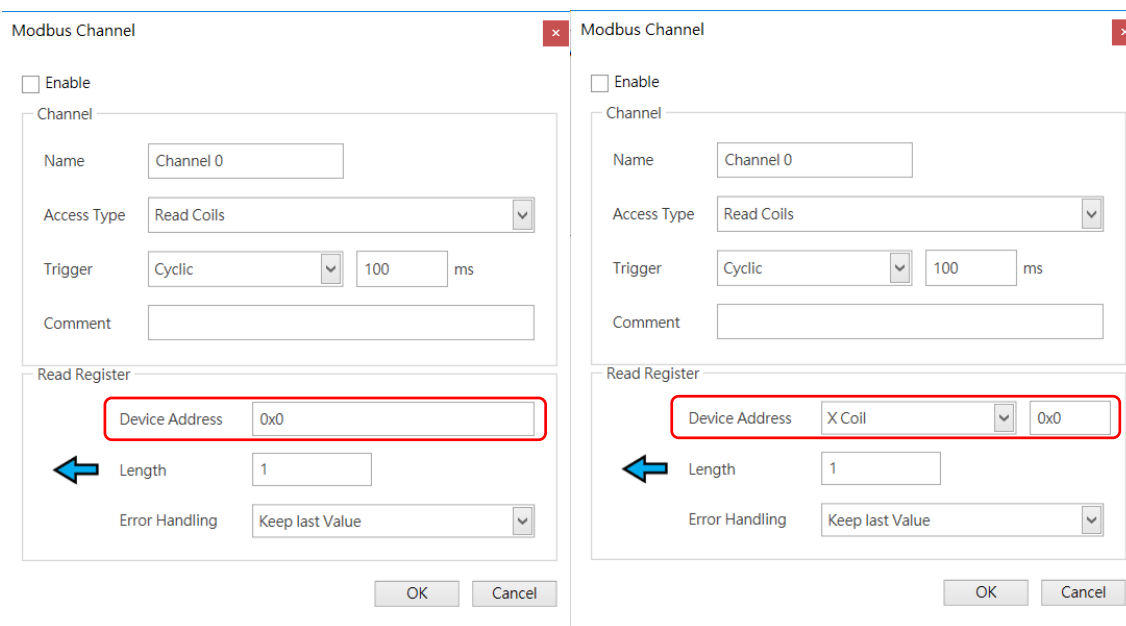 Modbus Channel
Enable
Channel
Name Channel 0
Access Type Read Coils
Trigger Cyclic 100 ms
Comment
Read Register
Device Address 0x0
Length 1
Error Handling Keep last Value
OK Cancel
Modbus Channel
Enable
Channel
Name Channel 0
Access Type Read Coils
Trigger Cyclic 100 ms
Comment
Read Register
Device Address X Coil 0x0
Length 1
Error Handling Keep last Value
OK Cancel